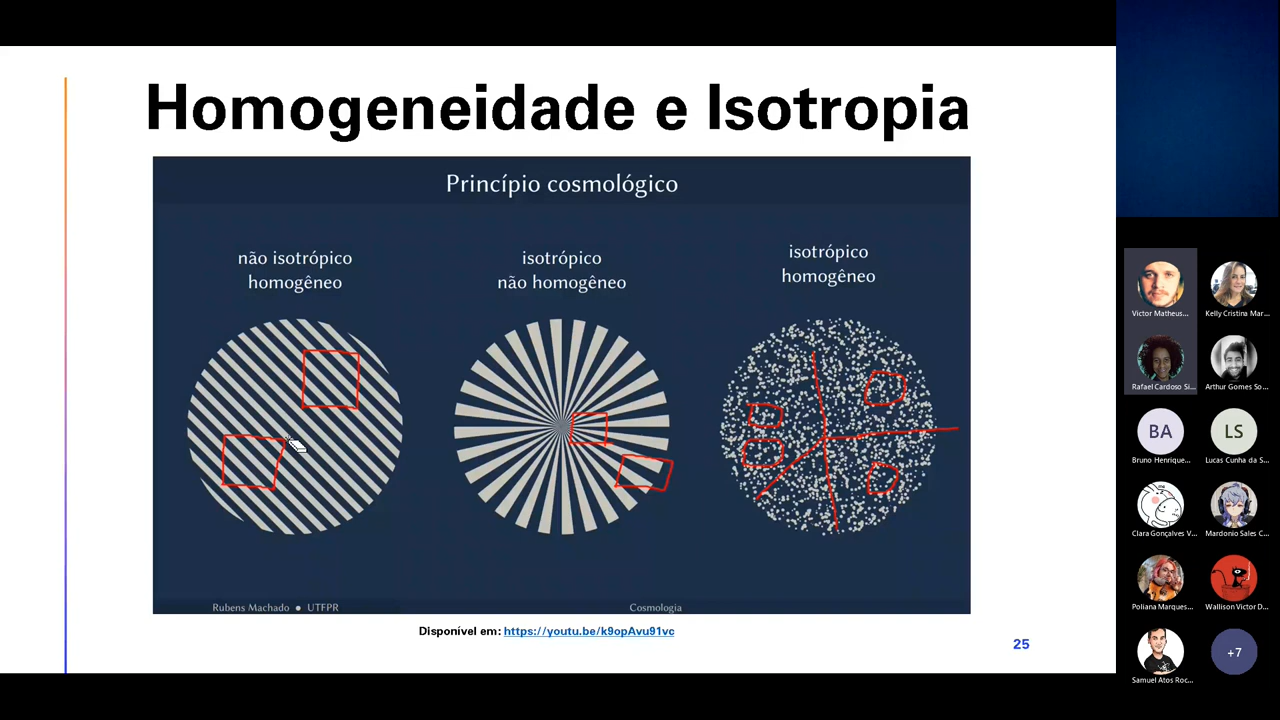 Homogeneidade e Isotropia
Princípio cosmológico
não isotrópico
homogêneo
isotrópico
não homogêneo
isotrópico
homogêneo
Rubens Machado ● UTFPR
Cosmologia
Disponível em: https://youtu.be/k9opAvu91vc
25
Victor Matheus...
Kelly Cristina Mar...
Rafael Cardoso Si...
Arthur Gomes So...
BA
LS
Bruno Henrique...
Lucas Cunha da S...
Clara Gonçalves V...
Mardonio Sales C...
Poliana Marques...
Wallison Victor D...
+7
Samuel Atos Roc...